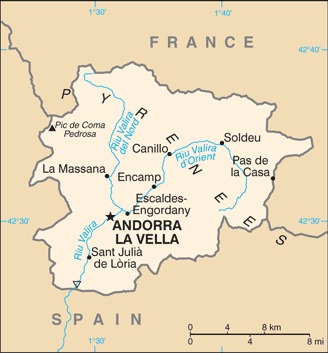 1°30'
1°40'
FRANCE
42°40'
PYRENEES
Pic de Coma
Pedrosa
Riu Valira
del Nord
Canillo
Riu Valira
d'Orient
Soldeu
La Massana
Encamp
Pas de
la Casa
Escaldes-
Engordany
42°30'
42°30'
ANDORRA
LA VELLA
Riu Valira
Sant Julià
de Lòria
SPAIN
0 4 8 km
0 4 8 mi
1°30'
1°40'